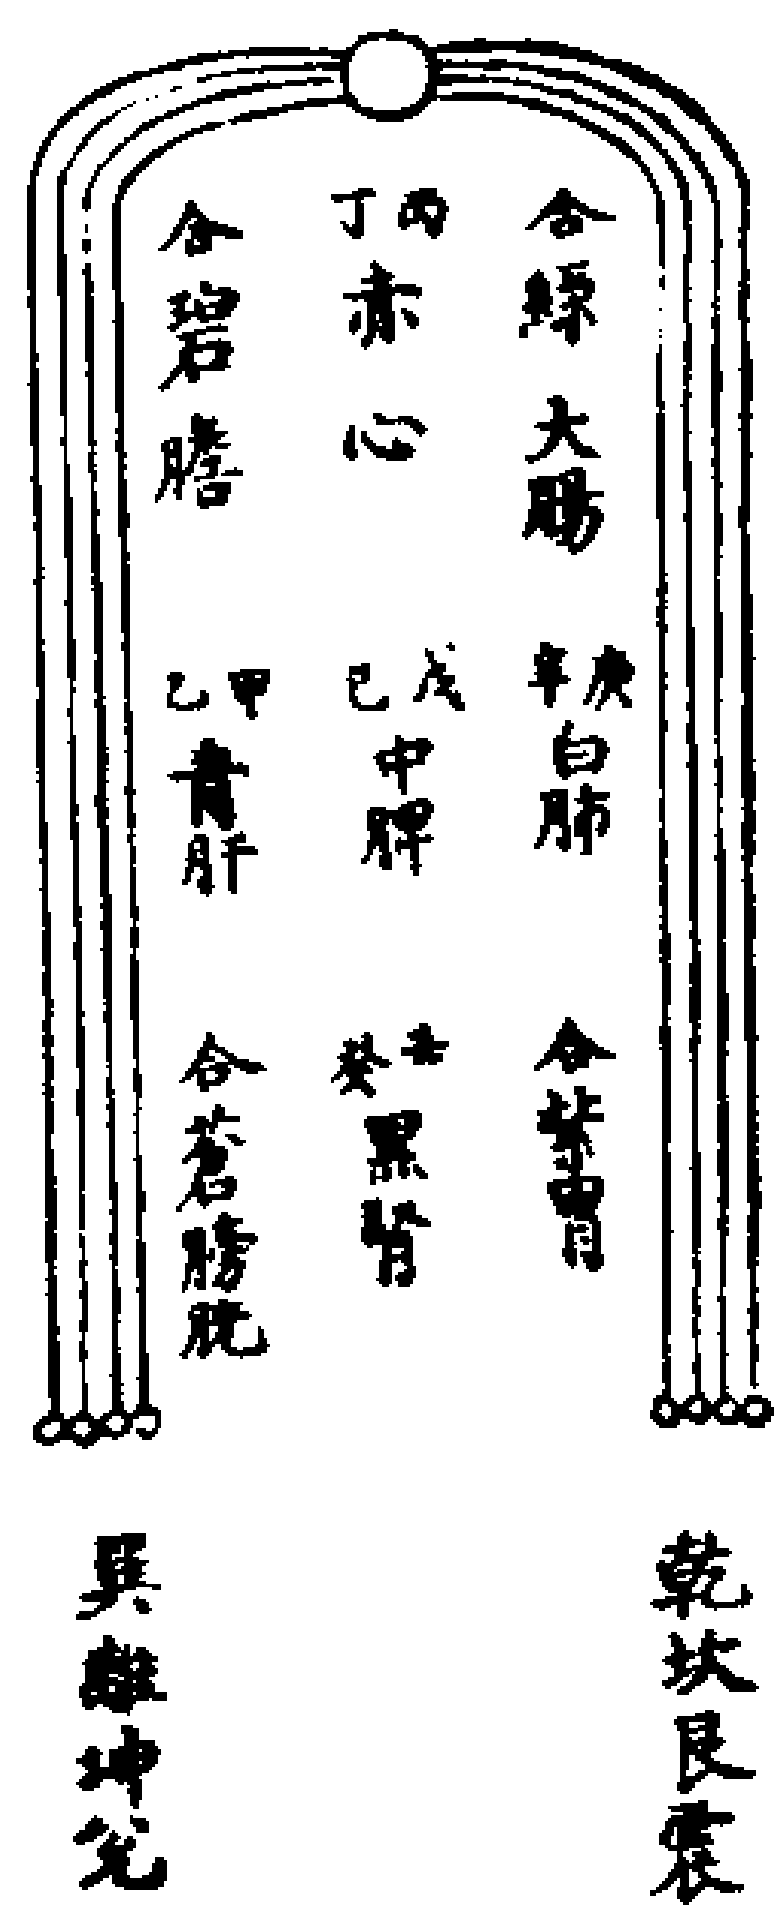 合
大腸
丙丁
赤
心
合
碧
膽
庚辛
白
肺
戊己
中
脾
甲乙
青
肝
合
紫
胃
壬癸
黑
腎
合
蒼
膀胱
乾坎艮震
巽離坤兌